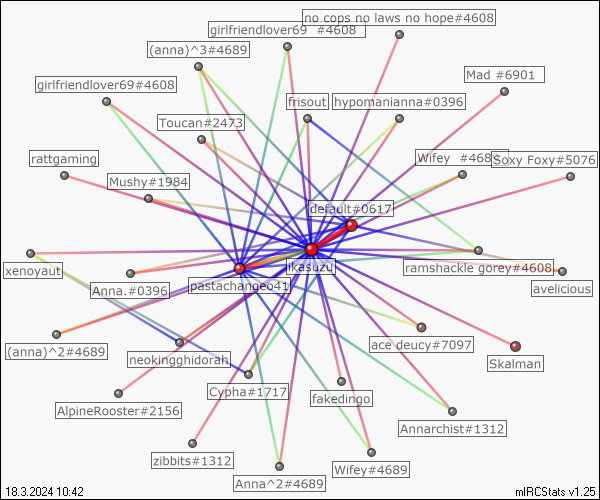 no cops no laws no hope#4608
girlfriendlover69 #4608
(anna)^3#4689
Mad #6901
girlfriendlover69#4608
frisout
hypomanianna#0396
Toucan#2473
rattgaming
Soxy Foxy#5076
Mushy#1984
default#0617
xenoyaut
jikasuzu
ramshackle gorey#4608
Anna.#0396
pastachangeo41
avelicious
(anna)^2#4689
neokingghidorah
ace deucy#7097
Skalman
Cypha#1717
fakedingo
AlpineRooster#2156
Annarchist#1312
zibbits#1312
Wifey#4689
Anna^2#4689
18.3.2024 10:42
mIRCStats v1.25